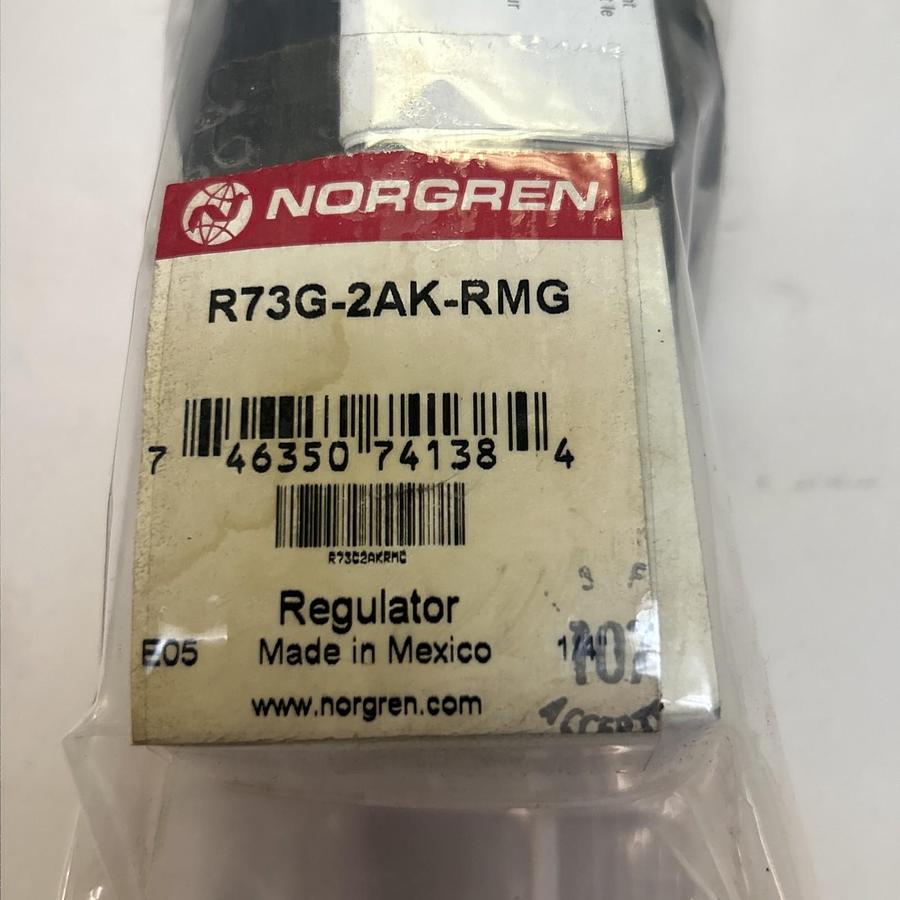 NORGREN
R73G-2AK-RMG
7 46350 74138 4
R73G2AKRMG
Regulator
E05 Made in Mexico 1/4"
www.norgren.com